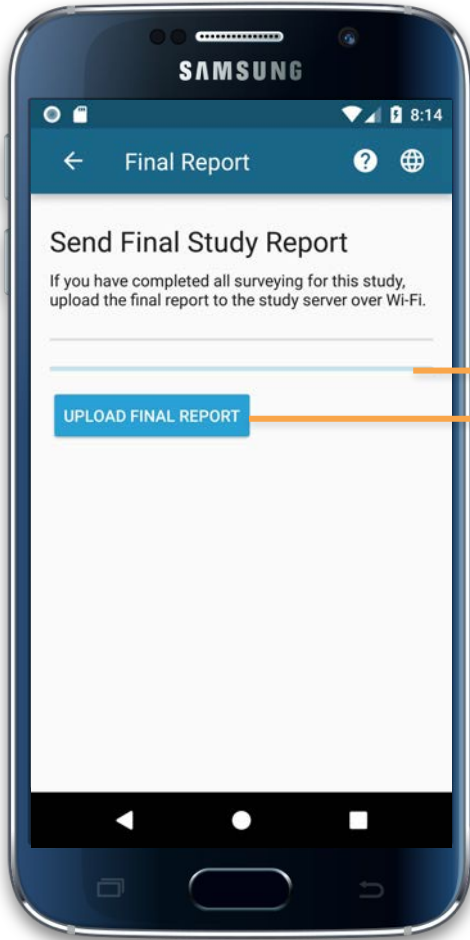 SAMSUNG
8:14
Final Report
Send Final Study Report
If you have completed all surveying for this study,
upload the final report to the study server over Wi-Fi.
UPLOAD FINAL REPORT